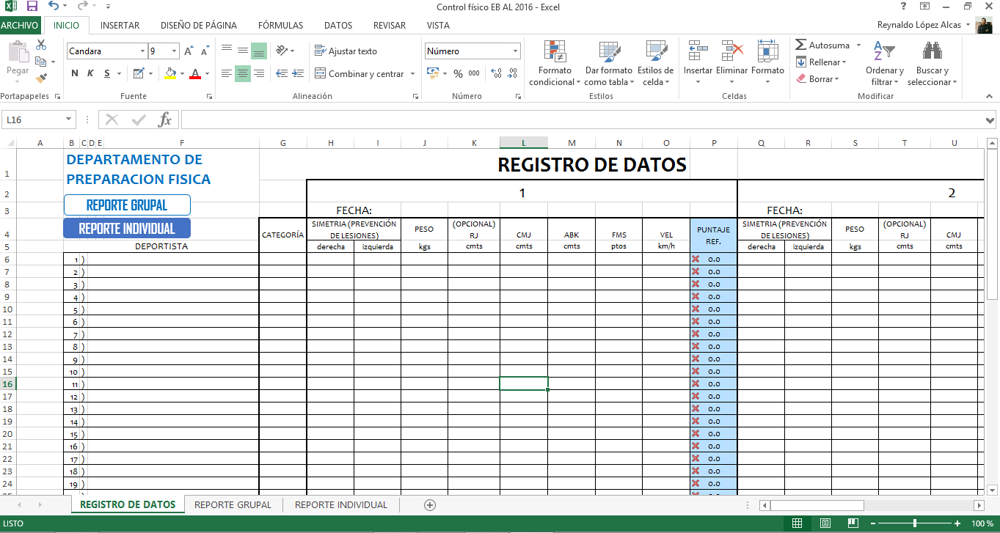 Control físico EB AL 2016 - Excel
?
ARCHIVO INICIO INSERTAR DISEÑO DE PÁGINA FÓRMULAS DATOS REVISAR VISTA Reynaldo López Alcas
Pegar
Candara 9
N K S
Ajustar texto
Combinar y centrar
Número
% 000
Formato condicional
Dar formato como tabla
Estilos de celda
Insertar Eliminar Formato
Autosuma
Rellenar
Borrar
Ordenar y filtrar
Buscar y seleccionar
Portapapeles Fuente Alineación Número Estilos Celdas Modificar
L16 fx
A B C D E F G H I J K L M N O P Q R S T U
1 DEPARTAMENTO DE REGISTRO DE DATOS
PREPARACION FISICA
2 REPORTE GRUPAL 1 2
3 REPORTE INDIVIDUAL FECHA: FECHA:
4 CATEGORÍA SIMETRIA (PREVENCIÓN DE LESIONES) PESO (OPCIONAL) RJ CMJ ABK FMS VEL PUNTAJE REF. SIMETRIA (PREVENCIÓN DE LESIONES) PESO (OPCIONAL) RJ CMJ
5 DEPORTISTA derecha izquierda kgs cmts cmts cmts ptos km/h derecha izquierda kgs cmts cmts
6 1 ) 0.0
7 2 ) 0.0
8 3 ) 0.0
9 4 ) 0.0
10 5 ) 0.0
11 6 ) 0.0
12 7 ) 0.0
13 8 ) 0.0
14 9 ) 0.0
15 10 ) 0.0
16 11 ) 0.0
17 12 ) 0.0
18 13 ) 0.0
19 14 ) 0.0
20 15 ) 0.0
21 16 ) 0.0
22 17 ) 0.0
23 18 ) 0.0
24 19 ) 0.0
REGISTRO DE DATOS REPORTE GRUPAL REPORTE INDIVIDUAL
LISTO 100 %